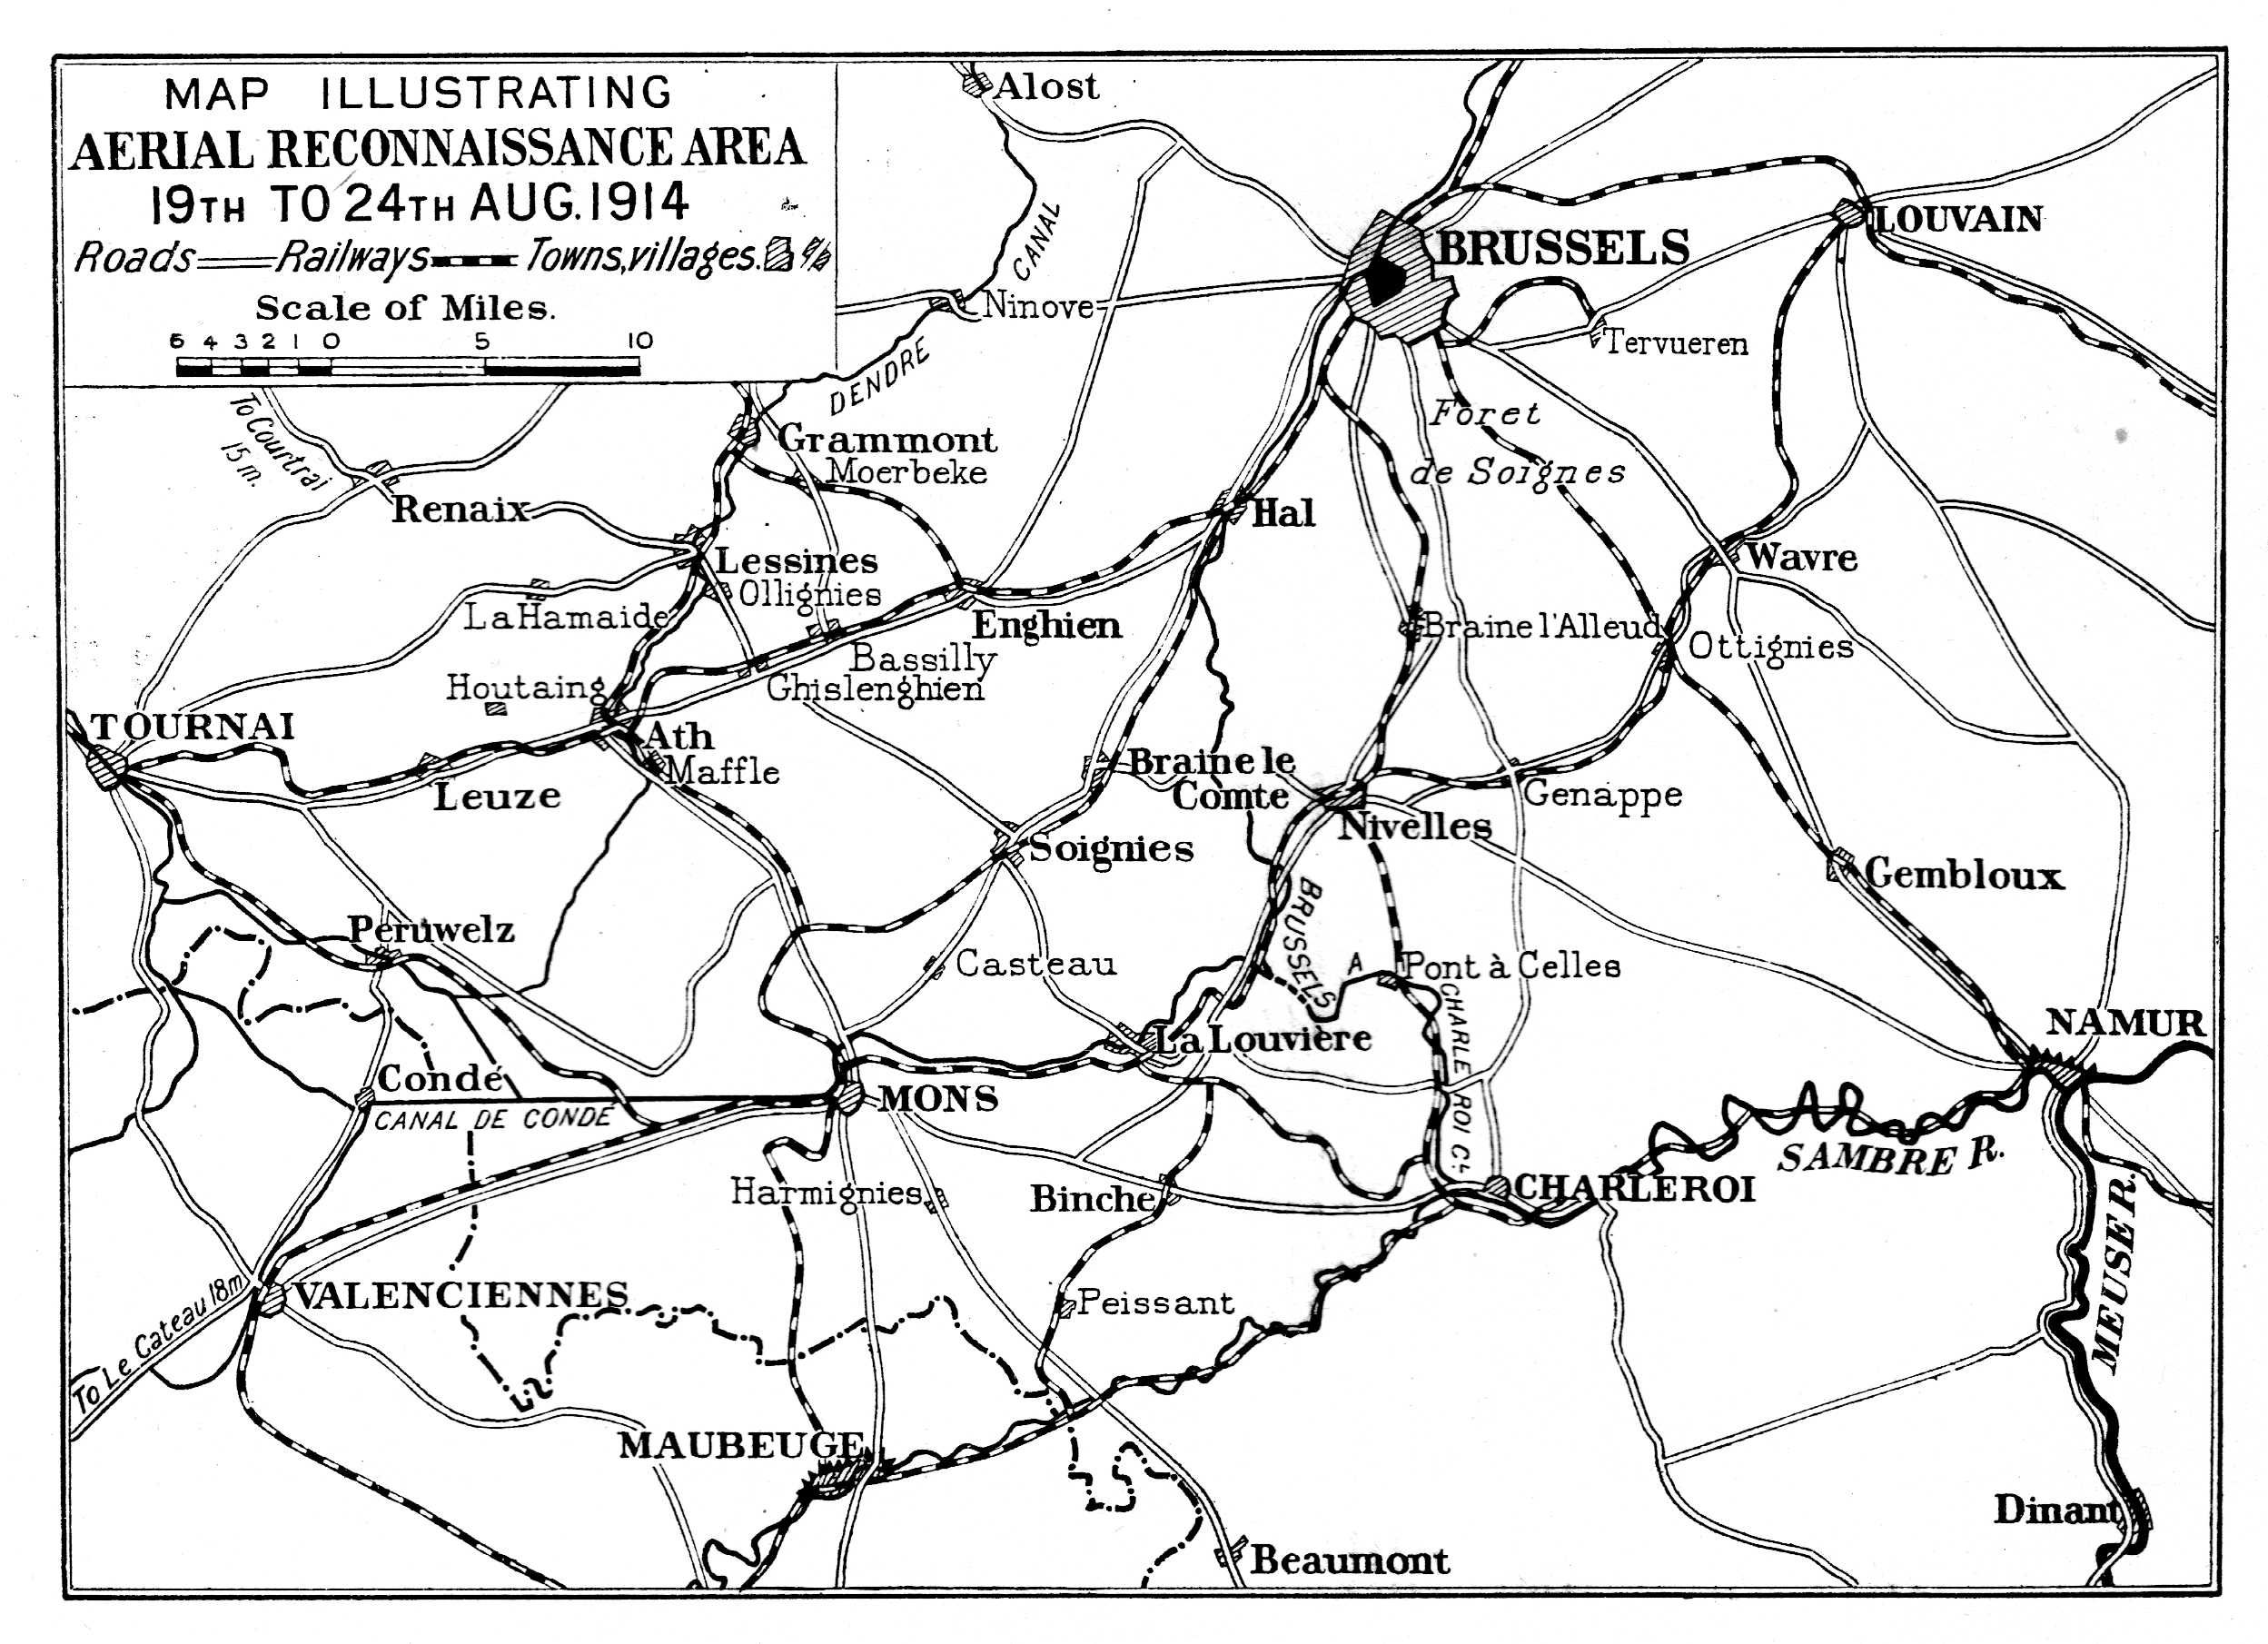 MAP ILLUSTRATING
AERIAL RECONNAISSANCE AREA
19TH TO 24TH AUG. 1914
Roads Railways Towns, villages.
Scale of Miles.
5 4 3 2 1 0 5 10
Alost
CANAL
BRUSSELS
LOUVAIN
Ninove
Tervueren
DENDRE
To Courtrai
15 m.
Foret
de Soignes
Grammont
Moerbeke
Renaix
Hal
Lessines
Wavre
Ollignies
La Hamaide
Enghien
Braine l'Alleud
Ottignies
Bassilly
Houtaing
Ghislenghien
TOURNAI
Ath
Maffle
Braine le
Comte
Leuze
Genappe
Nivelles
Soignies
Gembloux
BRUSSELS
Peruwelz
Casteau
A
Pont à Celles
CHARLEROI Cl.
NAMUR
La Louvière
Condé
MONS
CANAL DE CONDÉ
SAMBRE R.
Harmignies
Binche
CHARLEROI
MEUSE R.
VALENCIENNES
Peissant
To Le Cateau 18m
MAUBEUGE
Dinant
Beaumont